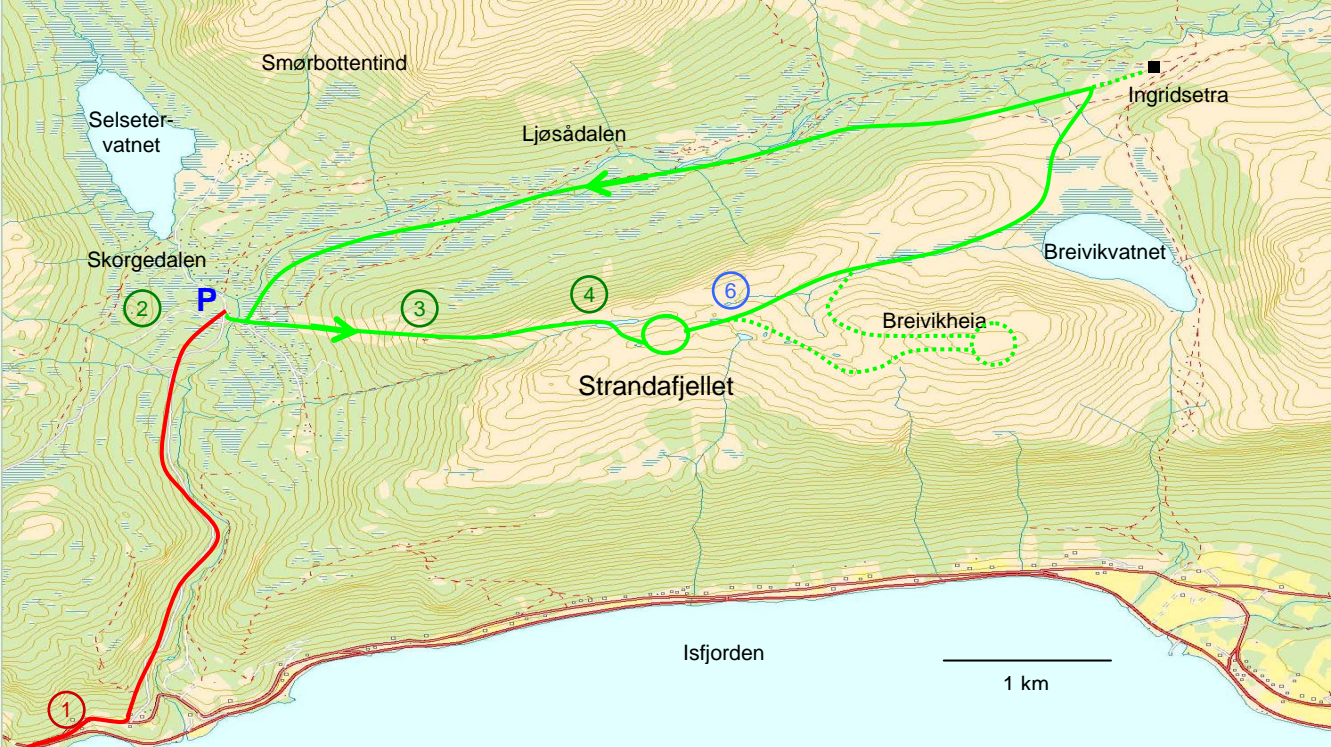 Smørbottentind
Selseter-
vatnet
Ljøsådalen
Ingridsetra
Skorgedalen
Breivikvatnet
P
2
3
4
6
Breivikheia
Strandafjellet
Isfjorden
1 km
1